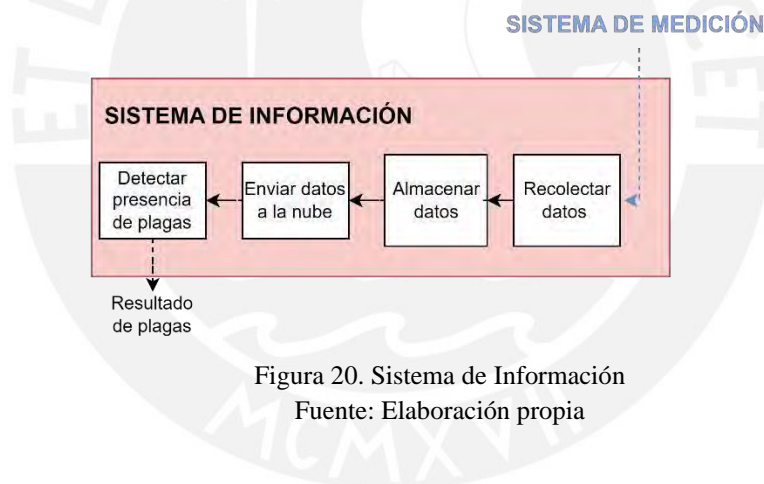 SISTEMA DE MEDICIÓN
SISTEMA DE INFORMACIÓN
Detectar
presencia
de plagas
Enviar datos
a la nube
Almacenar
datos
Recolectar
datos
Resultado
de plagas
Figura 20. Sistema de Información
Fuente: Elaboración propia
MCMXVII